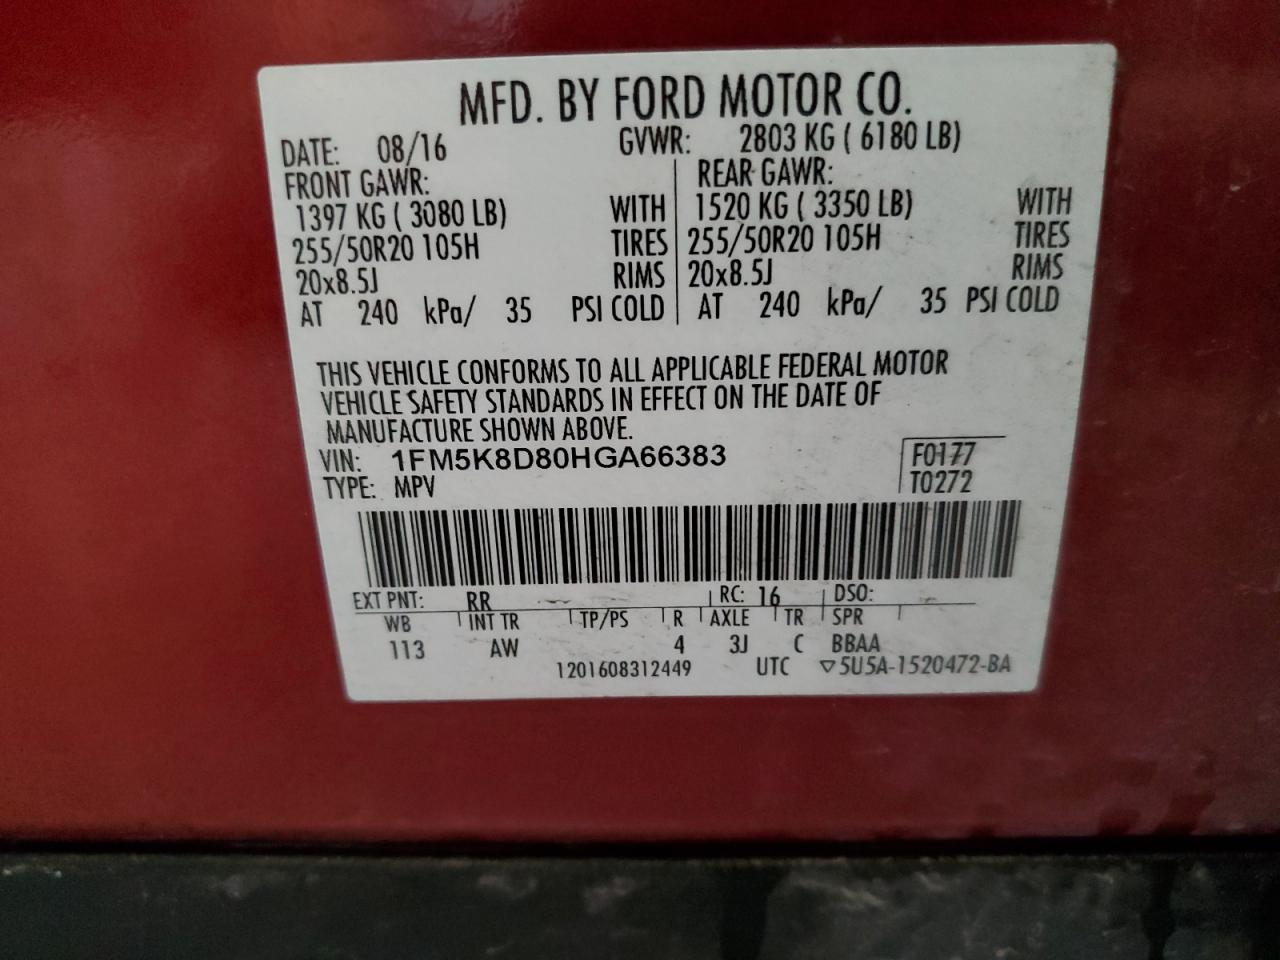 MFD. BY FORD MOTOR CO.
DATE: 08/16 GVWR: 2803 KG ( 6180 LB)
FRONT GAWR: REAR GAWR:
1397 KG ( 3080 LB) WITH 1520 KG ( 3350 LB) WITH
255/50R20 105H TIRES 255/50R20 105H TIRES
20x8.5J RIMS 20x8.5J RIMS
AT 240 kPa/ 35 PSI COLD AT 240 kPa/ 35 PSI COLD
THIS VEHICLE CONFORMS TO ALL APPLICABLE FEDERAL MOTOR
VEHICLE SAFETY STANDARDS IN EFFECT ON THE DATE OF
MANUFACTURE SHOWN ABOVE.
VIN: 1FM5K8D80HGA66383 F0177
TYPE: MPV T0272
EXT PNT: RR RC: 16 DSO:
WB INT TR TP/PS R AXLE TR SPR
113 AW 4 3J C BBAA
1201608312449 UTC ▽5U5A-1520472-BA